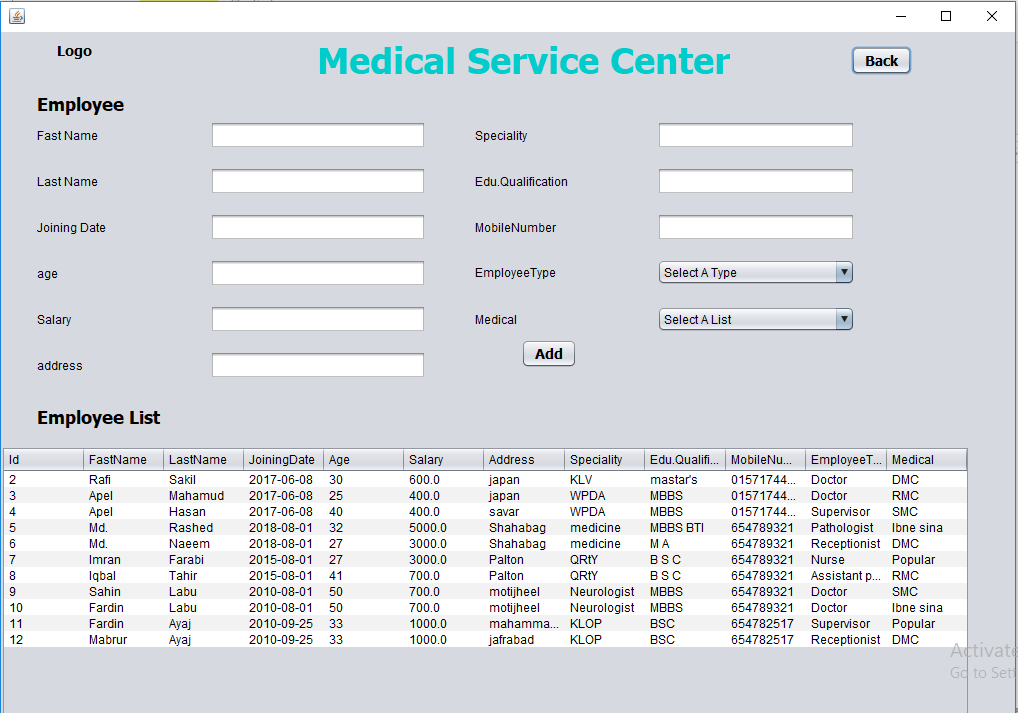 Logo
Medical Service Center
Back
Employee
Fast Name Speciality
Last Name Edu.Qualification
Joining Date MobileNumber
age EmployeeType Select A Type
Salary Medical Select A List
Add
address
Employee List
Id FastName LastName JoiningDate Age Salary Address Speciality Edu.Qualifi... MobileNu... EmployeeT... Medical
2 Rafi Sakil 2017-06-08 30 600.0 japan KLV mastar's 01571744... Doctor DMC
3 Apel Mahamud 2017-06-08 25 400.0 japan WPDA MBBS 01571744... Doctor RMC
4 Apel Hasan 2017-06-08 40 400.0 savar WPDA MBBS 01571744... Supervisor SMC
5 Md. Rashed 2018-08-01 32 5000.0 Shahabag medicine MBBS BTI 654789321 Pathologist Ibne sina
6 Md. Naeem 2018-08-01 27 3000.0 Shahabag medicine M A 654789321 Receptionist DMC
7 Imran Farabi 2015-08-01 27 3000.0 Palton QRtY B S C 654789321 Nurse Popular
8 Iqbal Tahir 2015-08-01 41 700.0 Palton QRtY B S C 654789321 Assistant p... RMC
9 Sahin Labu 2010-08-01 50 700.0 motijheel Neurologist MBBS 654789321 Doctor SMC
10 Fardin Labu 2010-08-01 50 700.0 motijheel Neurologist MBBS 654789321 Doctor Ibne sina
11 Fardin Ayaj 2010-09-25 33 1000.0 mahamma... KLOP BSC 654782517 Supervisor Popular
12 Mabrur Ayaj 2010-09-25 33 1000.0 jafrabad KLOP BSC 654782517 Receptionist DMC
Activate
Go to Sett